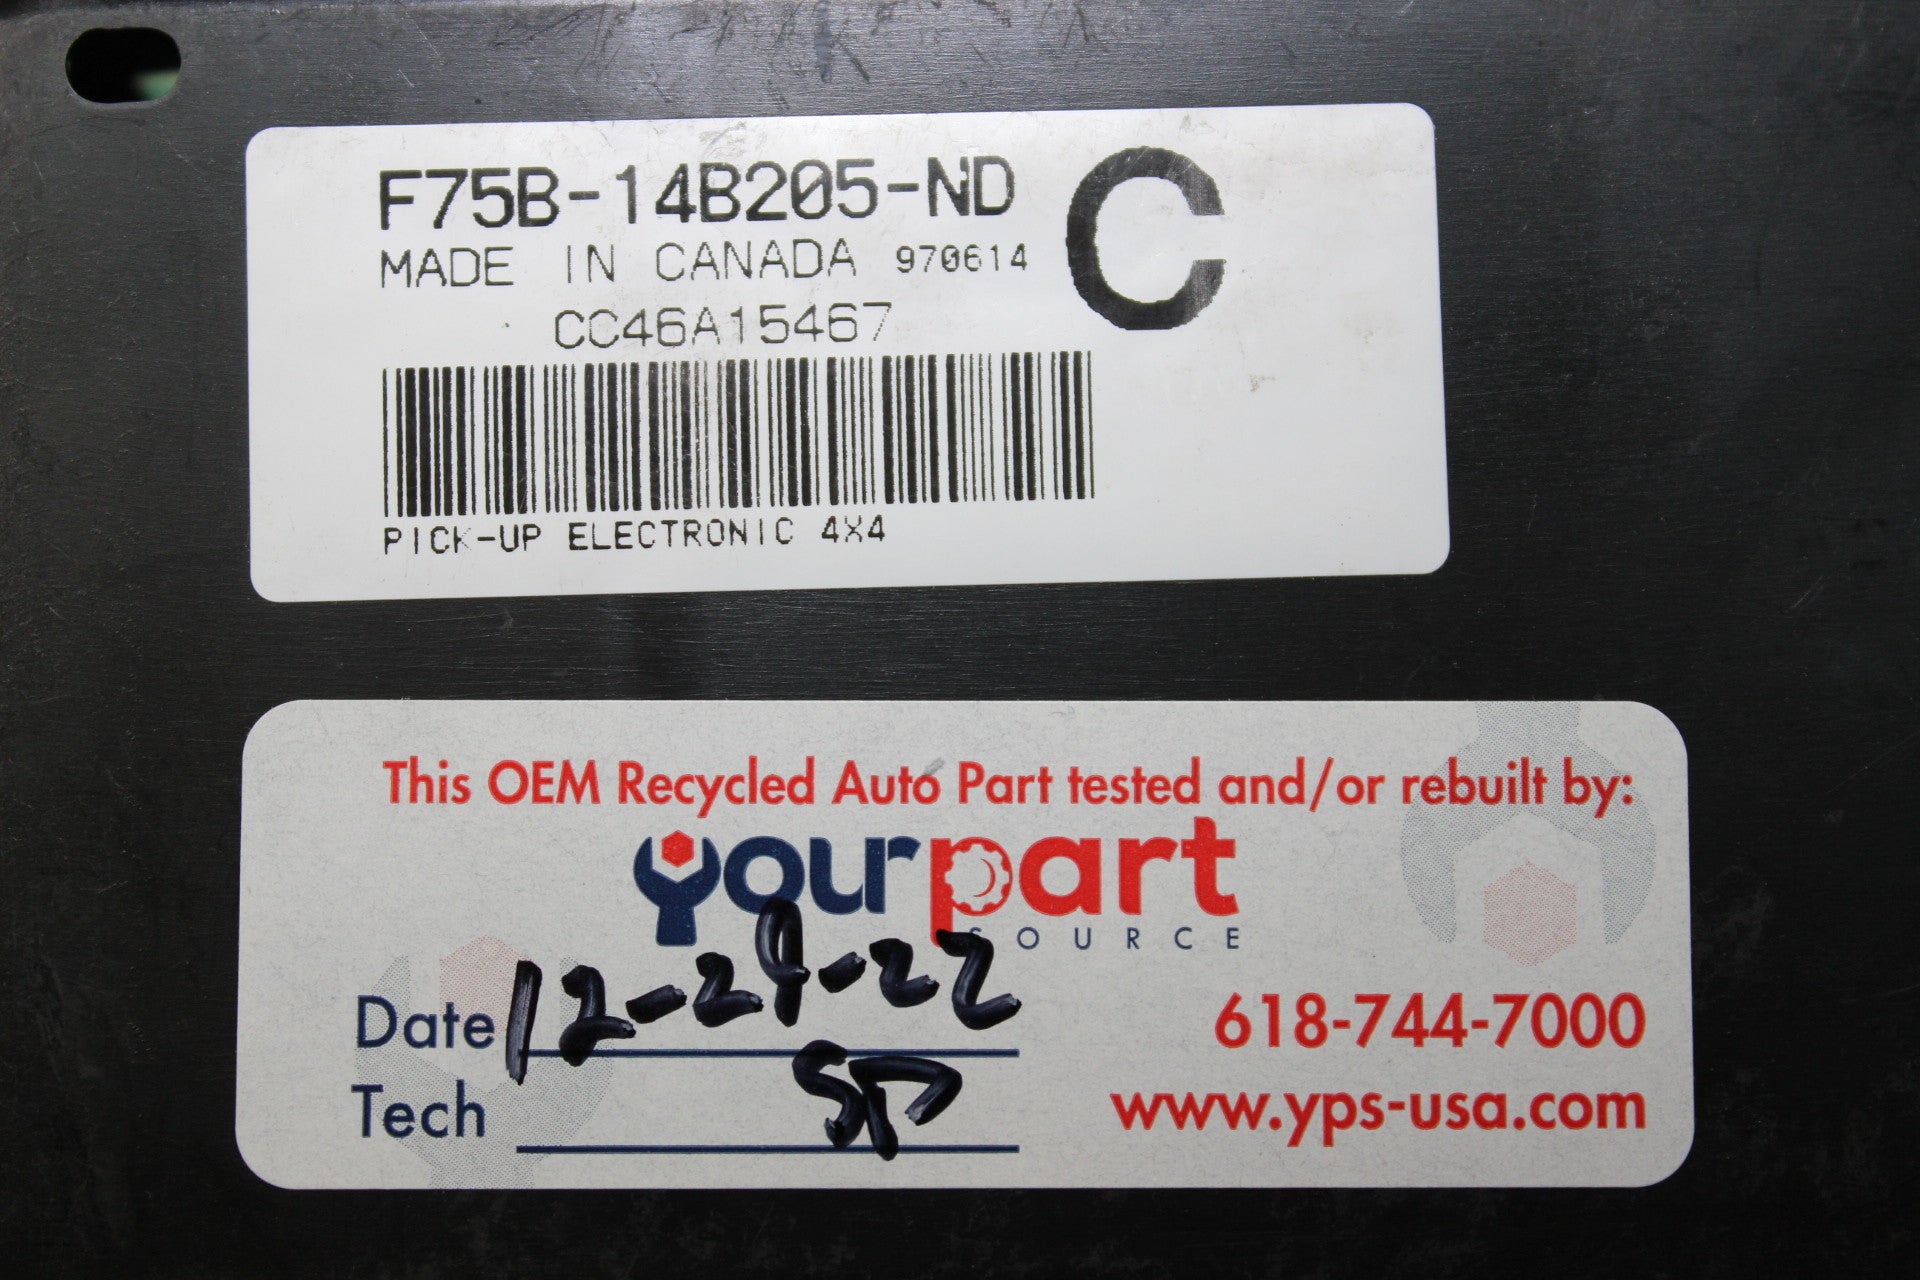 F75B-14B205-ND C
MADE IN CANADA 970614
CC46A15467
PICK-UP ELECTRONIC 4X4
This OEM Recycled Auto Part tested and/or rebuilt by:
yourpart
SOURCE
Date 12-29-22
618-744-7000
Tech SP
www.yps-usa.com